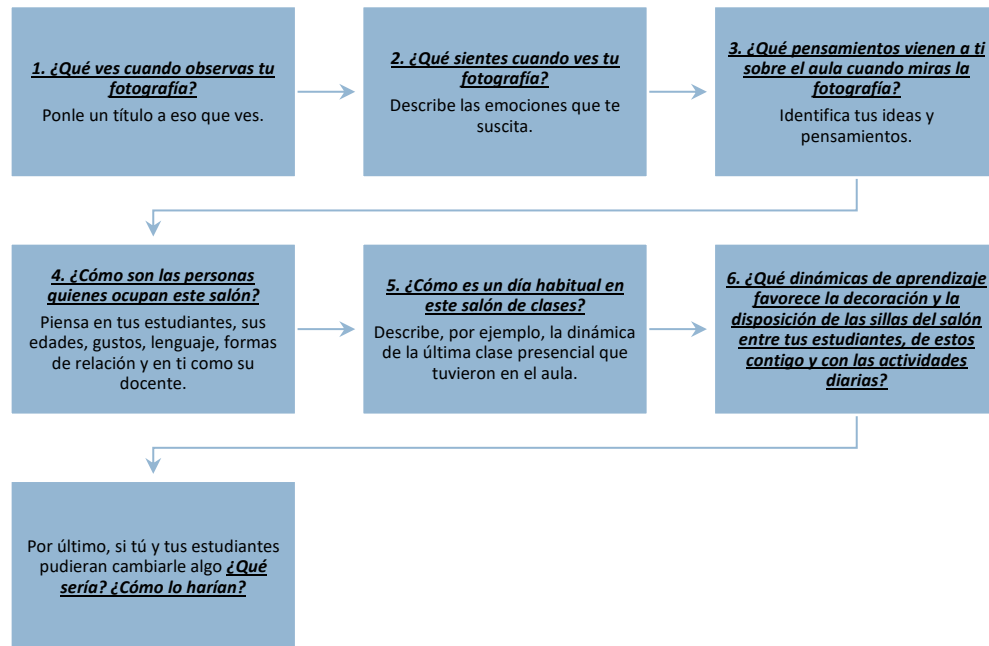 1. ¿Qué ves cuando observas tu
fotografía?
Ponle un título a eso que ves.
2. ¿Qué sientes cuando ves tu
fotografía?
Describe las emociones que te
suscita.
3. ¿Qué pensamientos vienen a ti
sobre el aula cuando miras la
fotografía?
Identifica tus ideas y
pensamientos.
4. ¿Cómo son las personas
quienes ocupan este salón?
Piensa en tus estudiantes, sus
edades, gustos, lenguaje, formas
de relación y en ti como su
docente.
5. ¿Cómo es un día habitual en
este salón de clases?
Describe, por ejemplo, la dinámica
de la última clase presencial que
tuvieron en el aula.
6. ¿Qué dinámicas de aprendizaje
favorece la decoración y la
disposición de las sillas del salón
entre tus estudiantes, de estos
contigo y con las actividades
diarias?
Por último, si tú y tus estudiantes
pudieran cambiarle algo ¿Qué
sería? ¿Cómo lo harían?